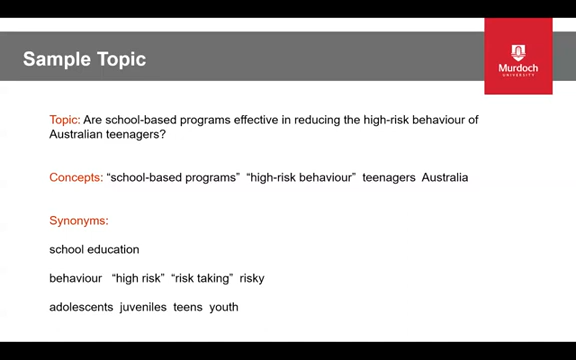 Sample Topic
Murdoch
UNIVERSITY
Topic: Are school-based programs effective in reducing the high-risk behaviour of
Australian teenagers?
Concepts: “school-based programs” “high-risk behaviour” teenagers Australia
Synonyms:
school education
behaviour “high risk” “risk taking” risky
adolescents juveniles teens youth